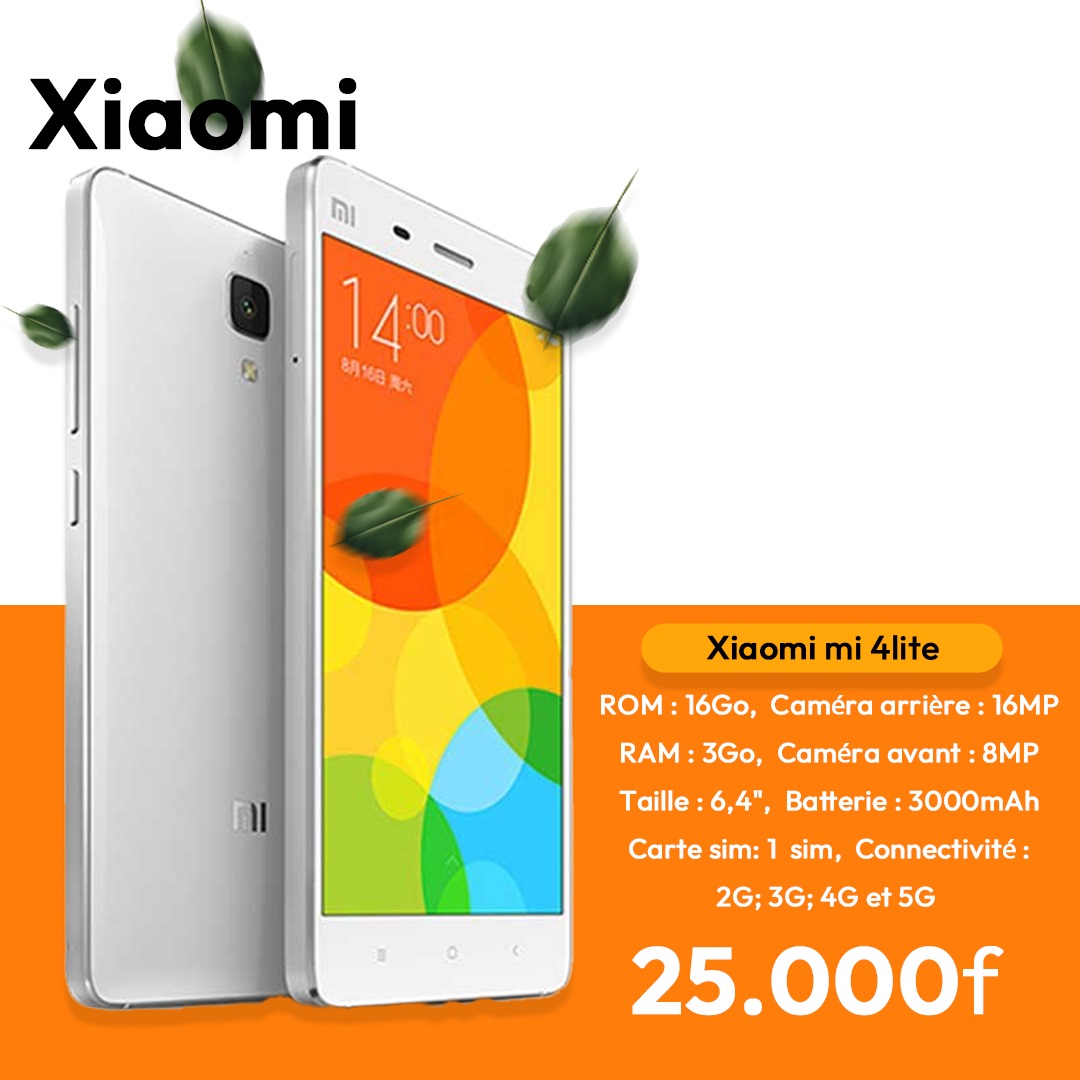 Xiaomi
mi
14:00
8月16日 周六
mi
Xiaomi mi 4lite
ROM : 16Go, Caméra arrière : 16MP
RAM : 3Go, Caméra avant : 8MP
Taille : 6,4", Batterie : 3000mAh
Carte sim: 1 sim, Connectivité :
2G; 3G; 4G et 5G
25.000f